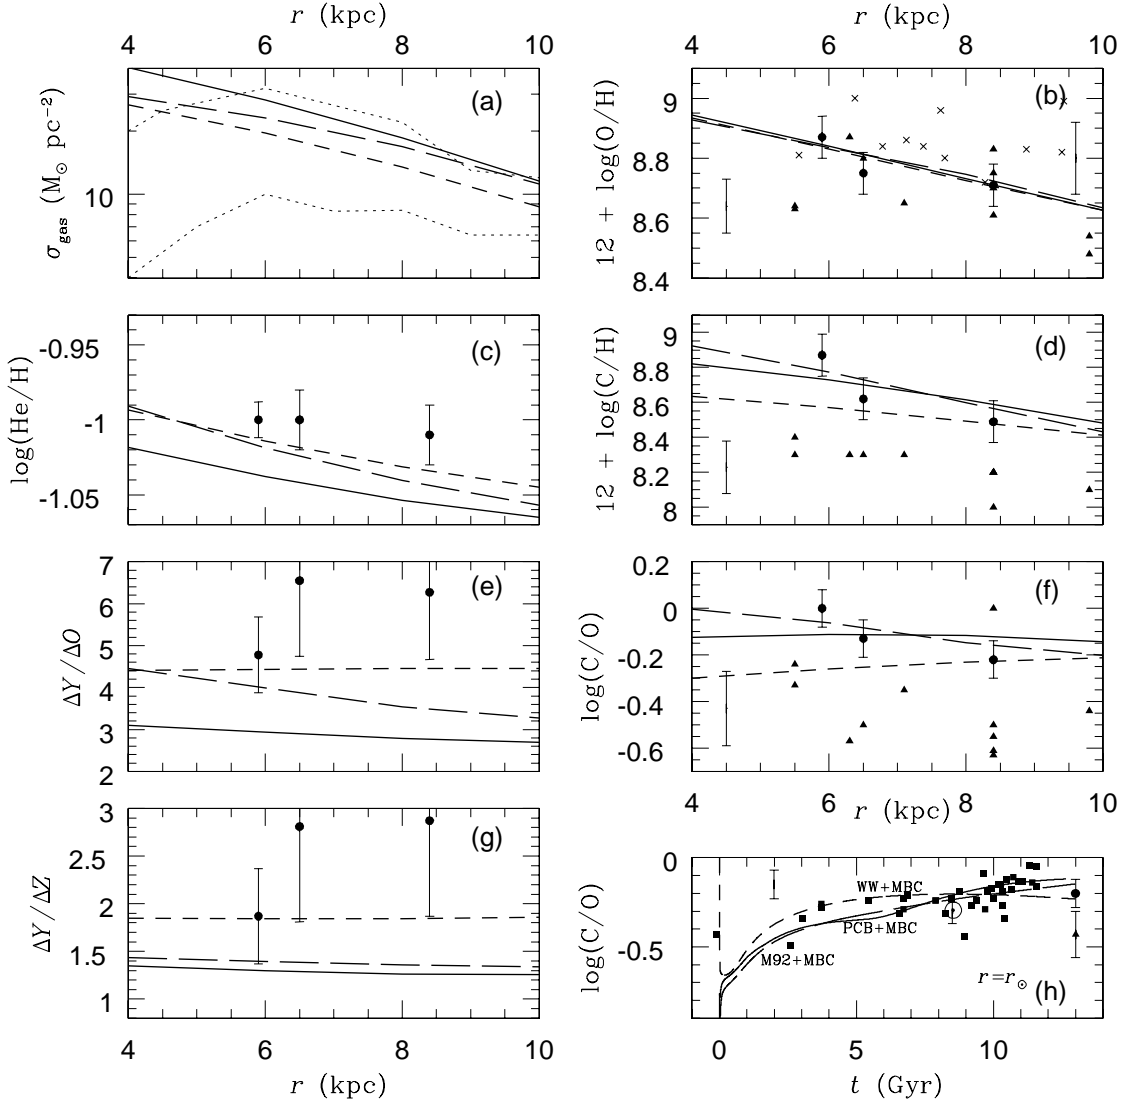 r (kpc)
r (kpc)
4 6 8 10
4 6 8 10
(a)
10
σgas (M⊙ pc⁻²)
(b)
9
8.8
8.6
8.4
12 + log(O/H)
(c)
-0.95
-1
-1.05
log(He/H)
(d)
9
8.8
8.6
8.4
8.2
8
12 + log(C/H)
(e)
7
6
5
4
3
2
ΔY/ΔO
(f)
0.2
0
-0.2
-0.4
-0.6
log(C/O)
4 6 8 10
r (kpc)
(g)
3
2.5
2
1.5
1
ΔY/ΔZ
4 6 8 10
r (kpc)
0
-0.5
log(C/O)
WW+MBC
PCB+MBC
M92+MBC
r=r⊙
(h)
0 5 10
t (Gyr)